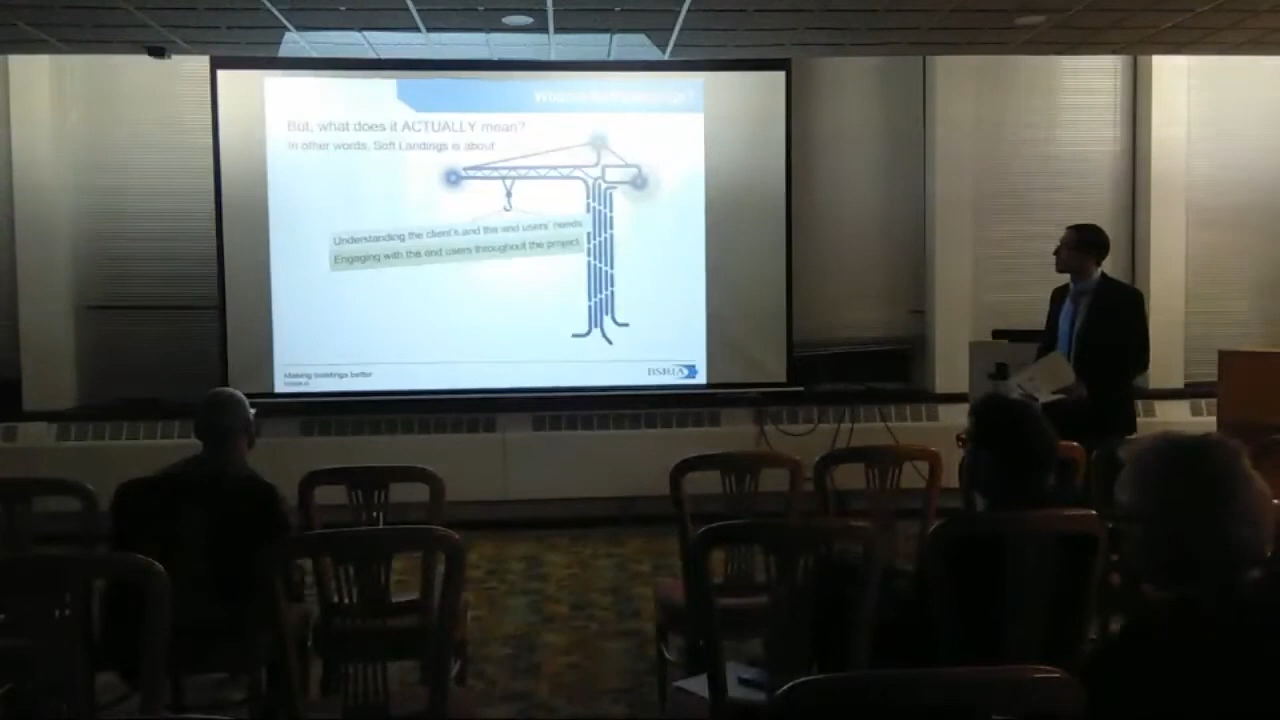 But, what does it ACTUALLY mean?
In other words, Soft Landings is about
Understanding the client's and the end users' needs
Engaging with the end users throughout the project
Making buildings better
BSRIA